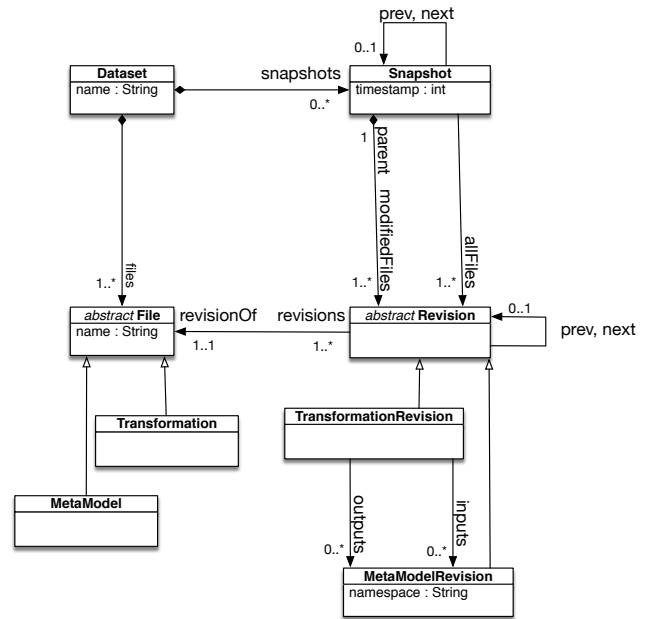 prev, next
0..1
Dataset
name : String
snapshots
0..*
Snapshot
timestamp : int
1
parent
modifiedFiles
1..*
allFiles
1..*
files
1..*
abstract File
name : String
revisionOf
1..1
revisions
1..*
abstract Revision
0..1
prev, next
Transformation
TransformationRevision
MetaModel
outputs
0..*
inputs
0..*
MetaModelRevision
namespace : String